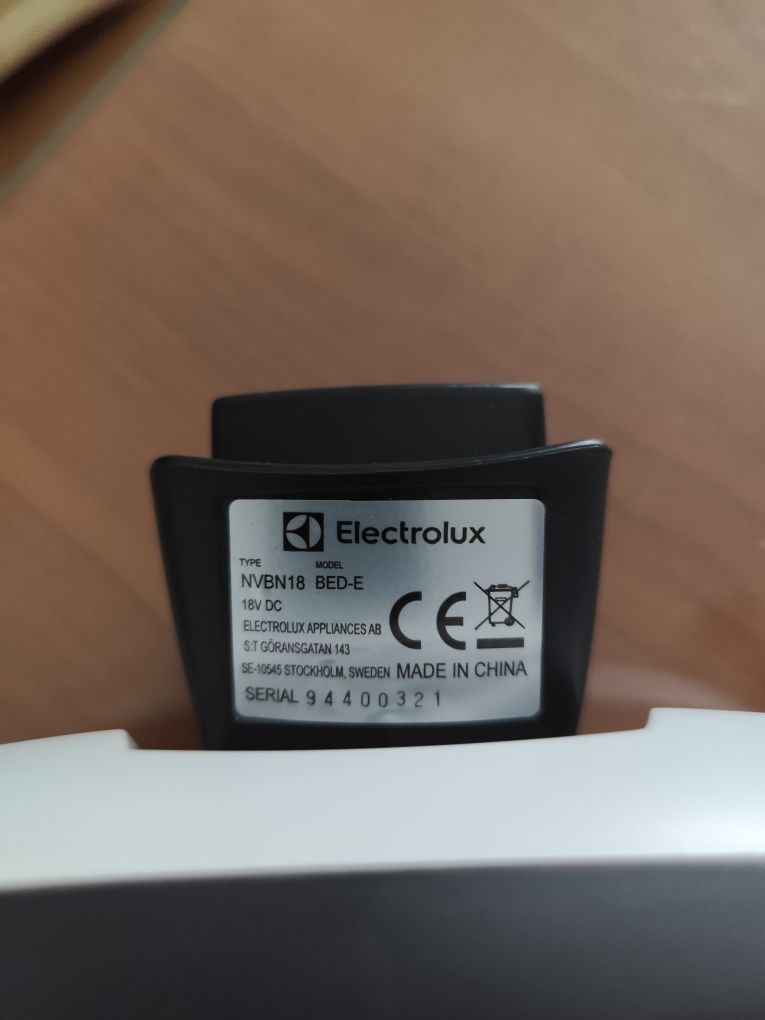 Electrolux
TYPE MODEL
NVBN18 BED-E
18V DC
ELECTROLUX APPLIANCES AB
S:T GÖRANSGATAN 143
SE-10545 STOCKHOLM, SWEDEN MADE IN CHINA
SERIAL 94400321
CE